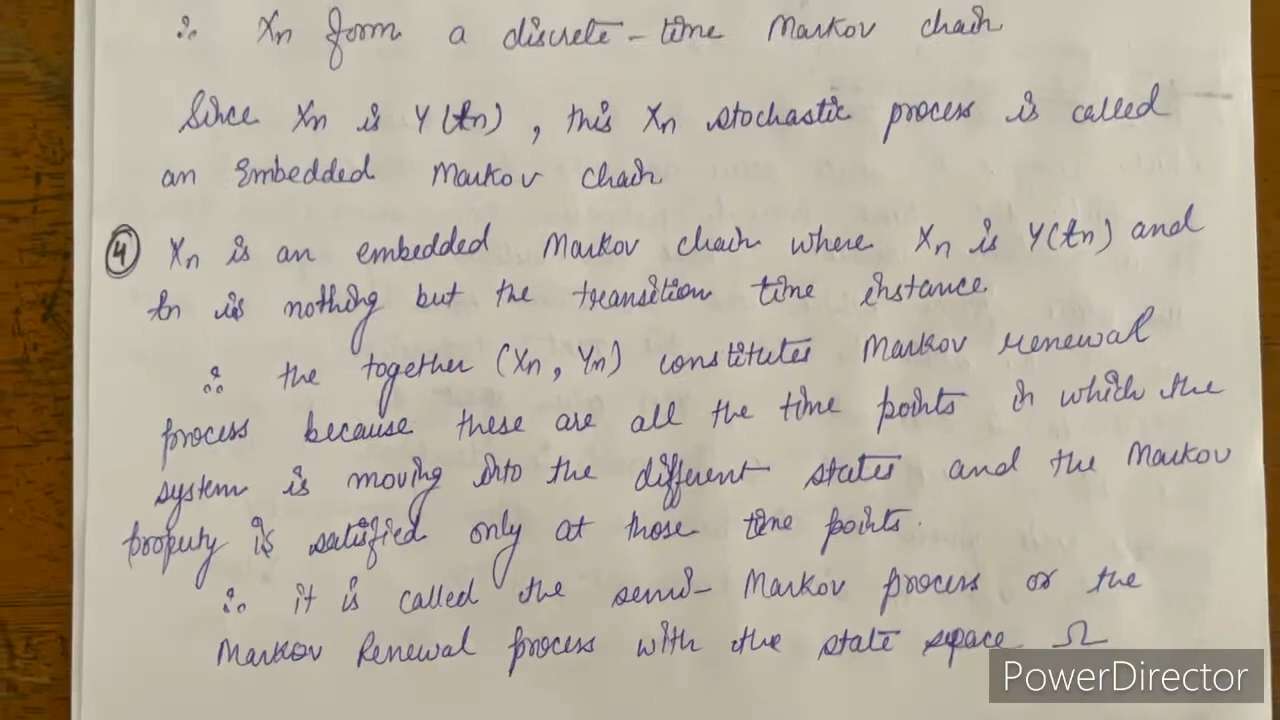 ∴ Xn form a discrete - time Markov chain
Since Xn is Y(tn), this Xn stochastic process is called
an Embedded Markov chain
④ Xn is an embedded Markov chain where Xn is Y(tn) and
tn is nothing but the transition time instance
∴ the together (Xn, Yn) constitutes Markov renewal
process because these are all the time points in which the
system is moving into the different states and the Markov
property is satisfied only at those time points.
∴ it is called the semi- Markov process or the
Markov Renewal process with the state space Ω
PowerDirector